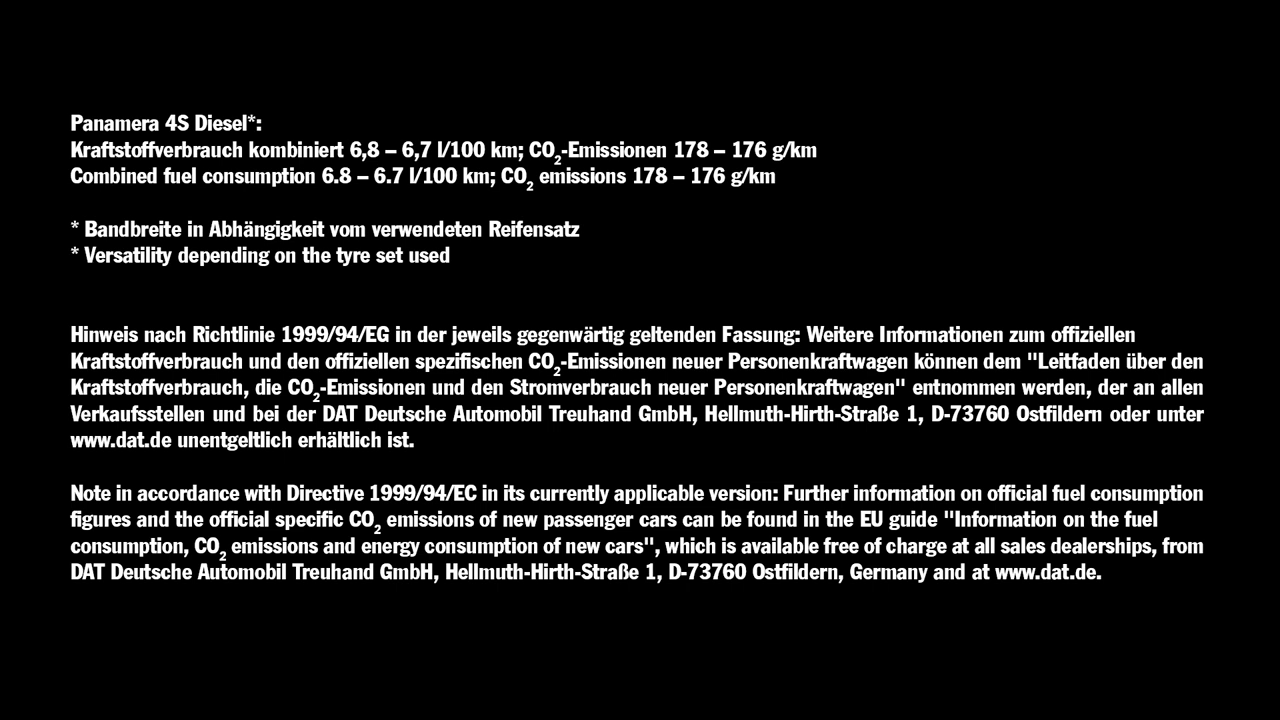 Panamera 4S Diesel*:
Kraftstoffverbrauch kombiniert 6,8 – 6,7 l/100 km; CO₂-Emissionen 178 – 176 g/km
Combined fuel consumption 6.8 – 6.7 l/100 km; CO₂ emissions 178 – 176 g/km
* Bandbreite in Abhängigkeit vom verwendeten Reifensatz
* Versatility depending on the tyre set used
Hinweis nach Richtlinie 1999/94/EG in der jeweils gegenwärtig geltenden Fassung: Weitere Informationen zum offiziellen
Kraftstoffverbrauch und den offiziellen spezifischen CO₂-Emissionen neuer Personenkraftwagen können dem "Leitfaden über den
Kraftstoffverbrauch, die CO₂-Emissionen und den Stromverbrauch neuer Personenkraftwagen" entnommen werden, der an allen
Verkaufsstellen und bei der DAT Deutsche Automobil Treuhand GmbH, Hellmuth-Hirth-Straße 1, D-73760 Ostfildern oder unter
www.dat.de unentgeltlich erhältlich ist.
Note in accordance with Directive 1999/94/EC in its currently applicable version: Further information on official fuel consumption
figures and the official specific CO₂ emissions of new passenger cars can be found in the EU guide "Information on the fuel
consumption, CO₂ emissions and energy consumption of new cars", which is available free of charge at all sales dealerships, from
DAT Deutsche Automobil Treuhand GmbH, Hellmuth-Hirth-Straße 1, D-73760 Ostfildern, Germany and at www.dat.de.